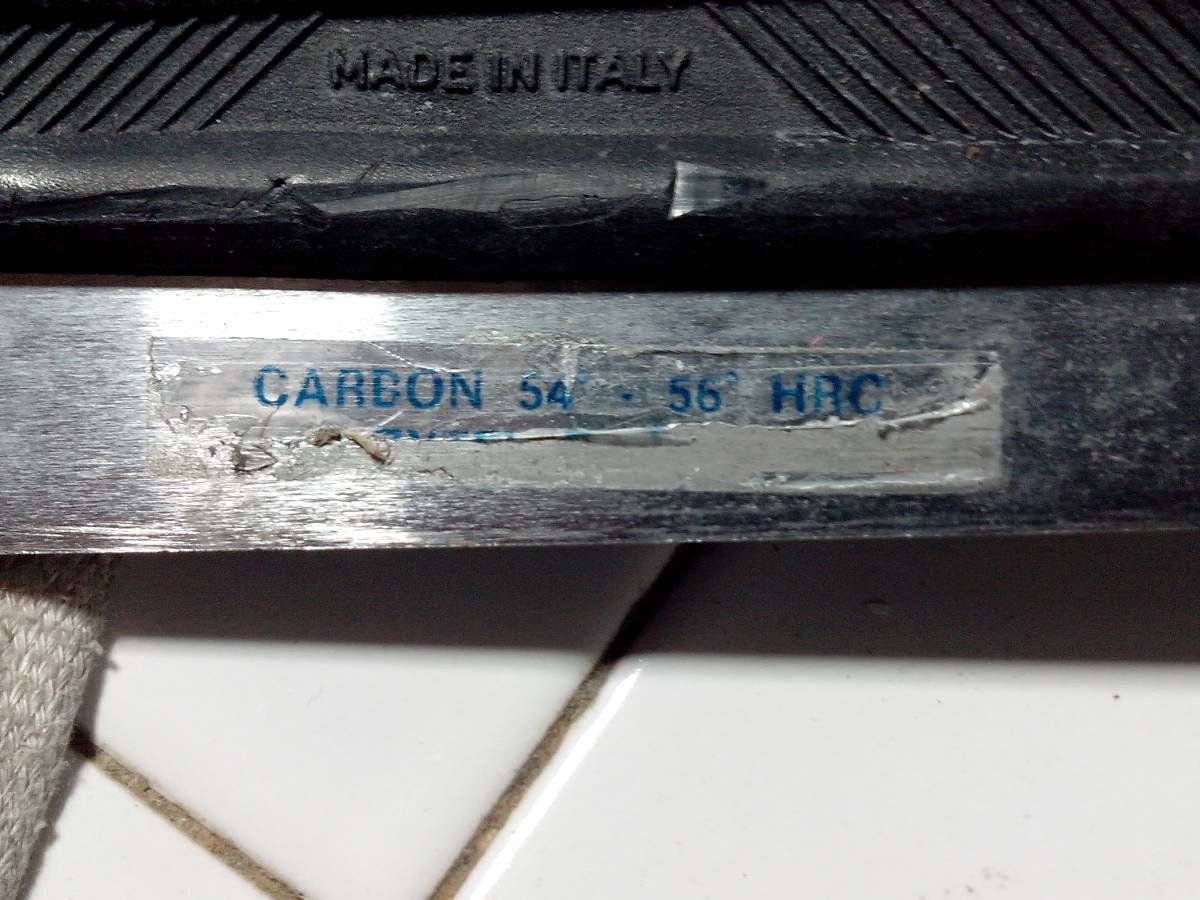 MADE IN ITALY
CARBON 54° - 56° HRC